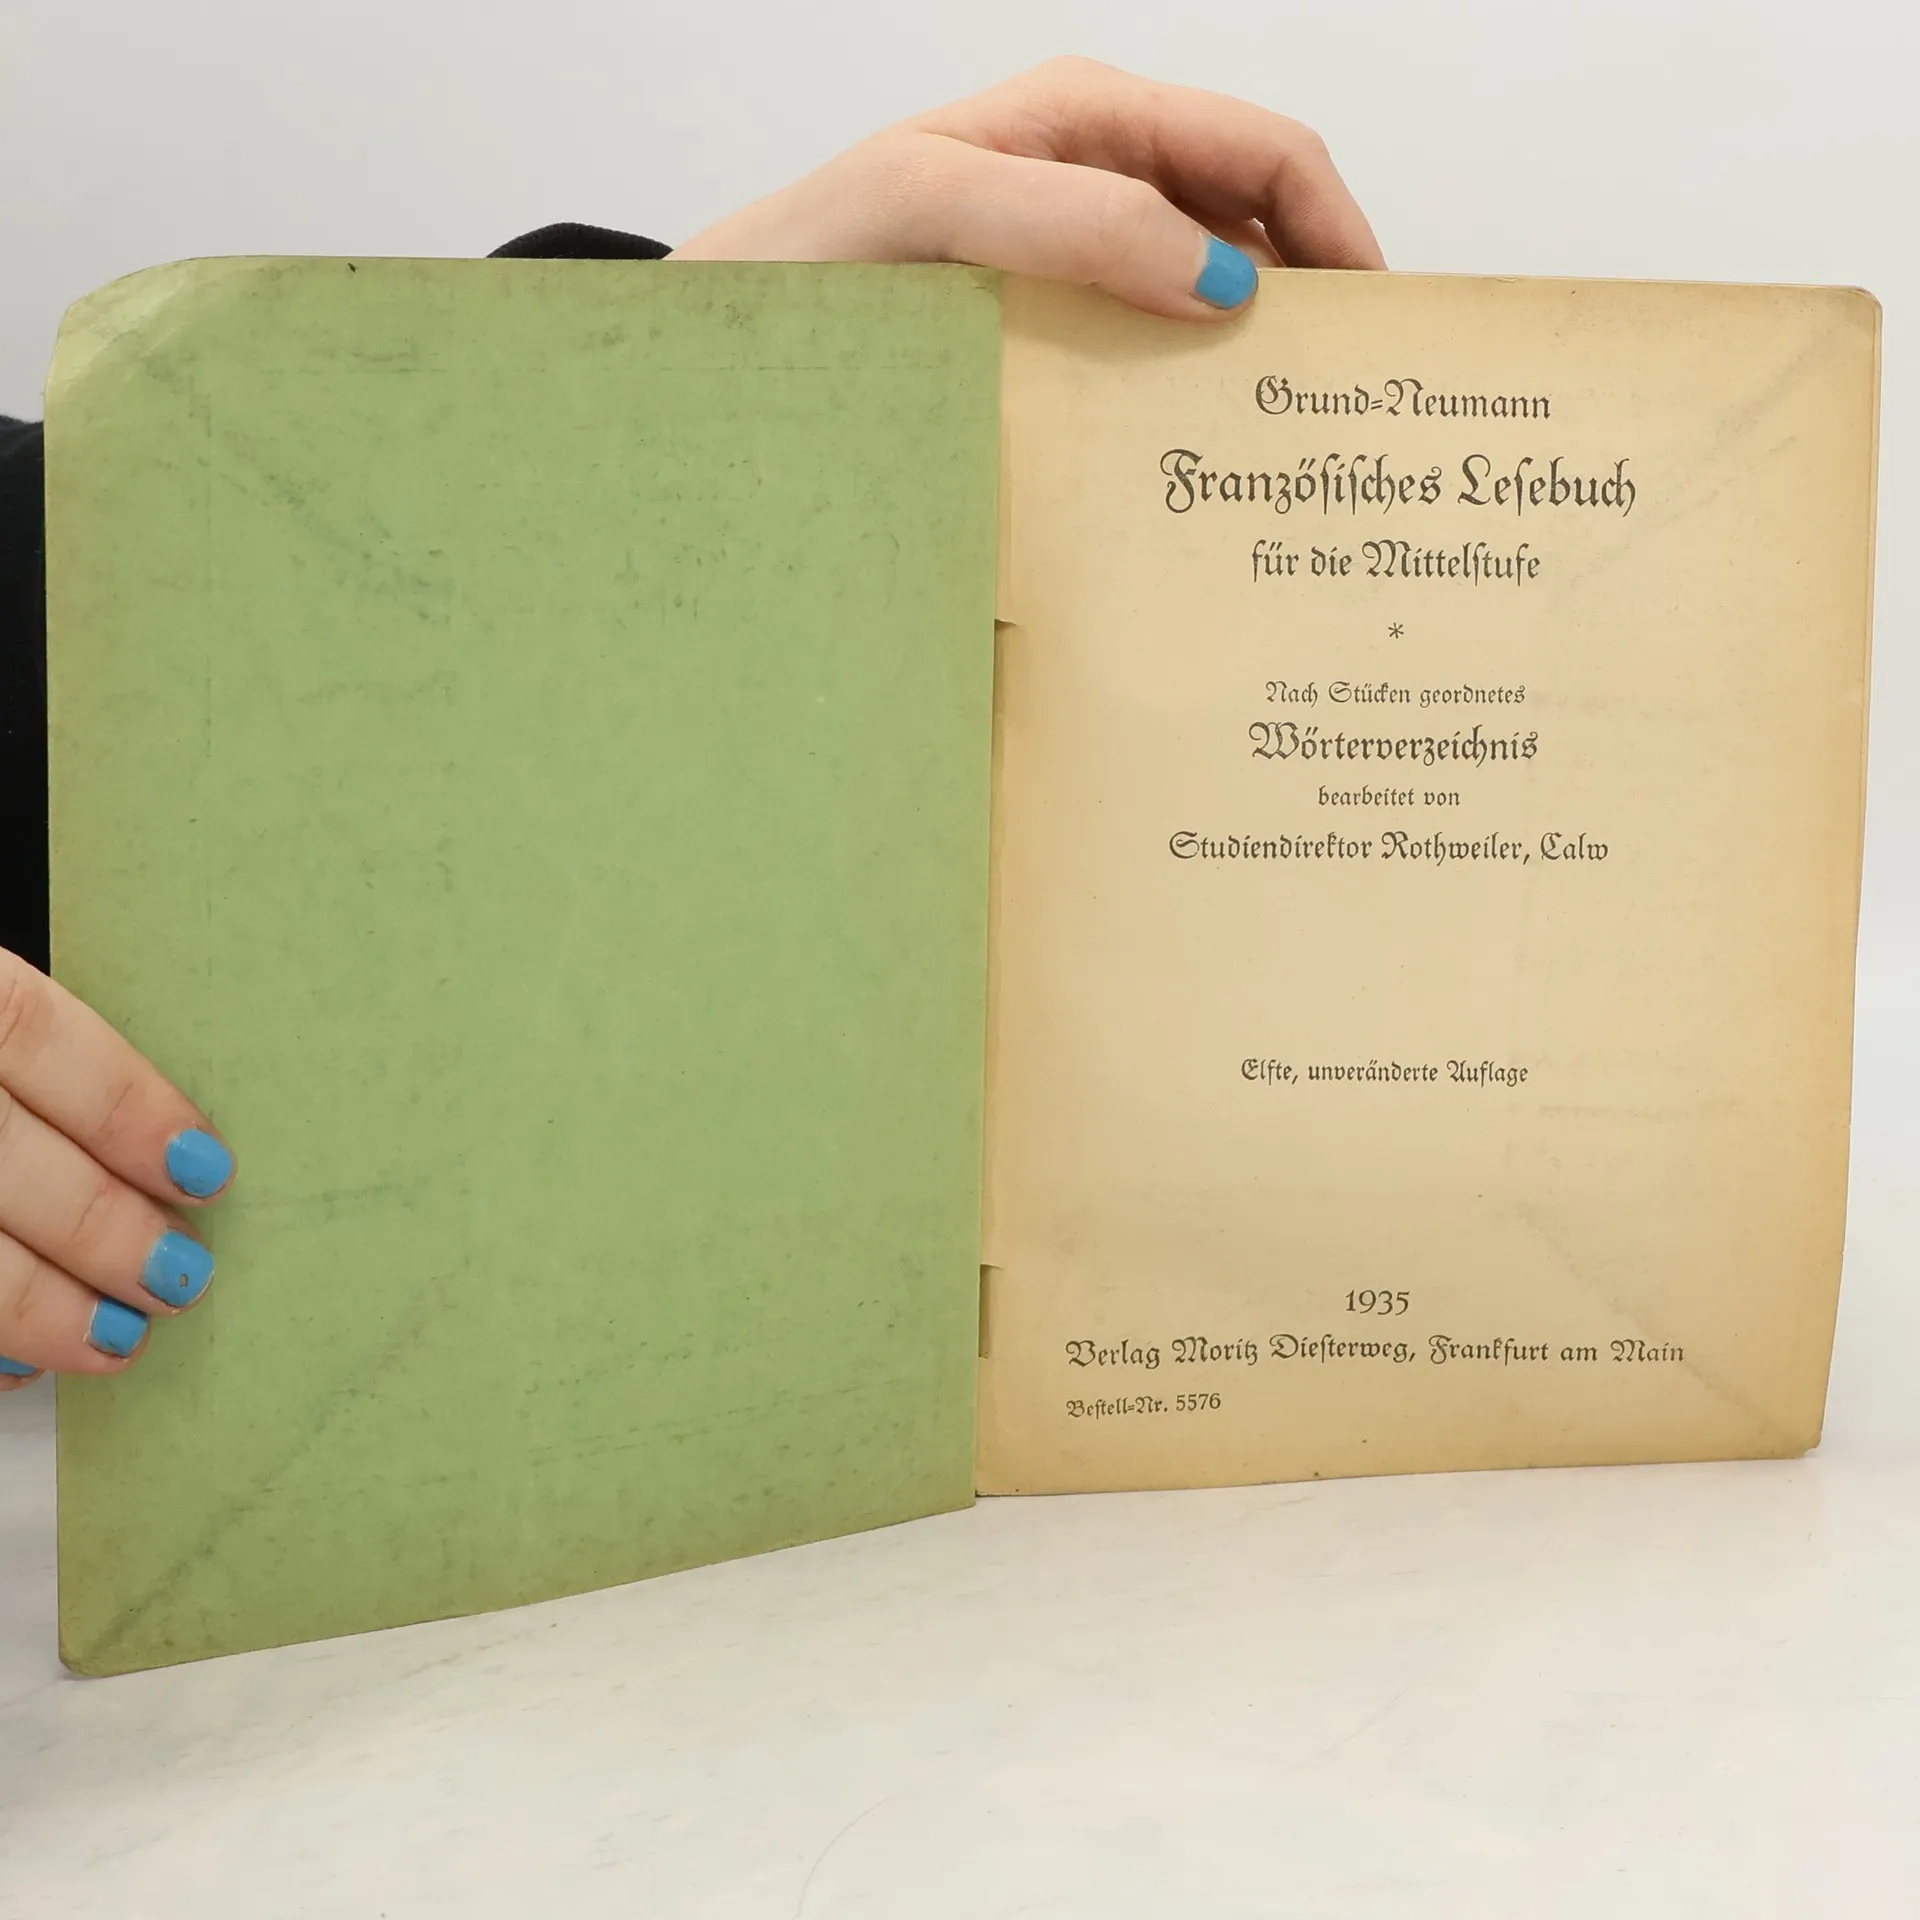 Grund=Neumann
Franzöſiſches Leſebuch
für die Mittelſtufe
*
Nach Stücken geordnetes
Wörterverzeichnis
bearbeitet von
Studiendirektor Rothweiler, Calw
Elfte, unveränderte Auflage
1935
Verlag Moritz Dieſterweg, Frankfurt am Main
Beſtell=Nr. 5576